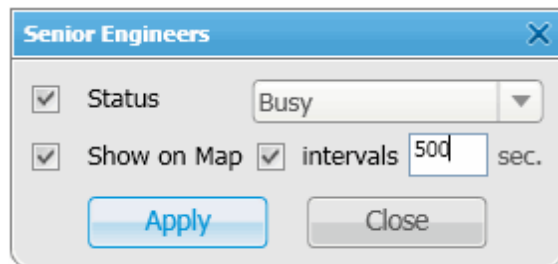 Senior Engineers
Status Busy
Show on Map intervals 500 sec.
Apply Close